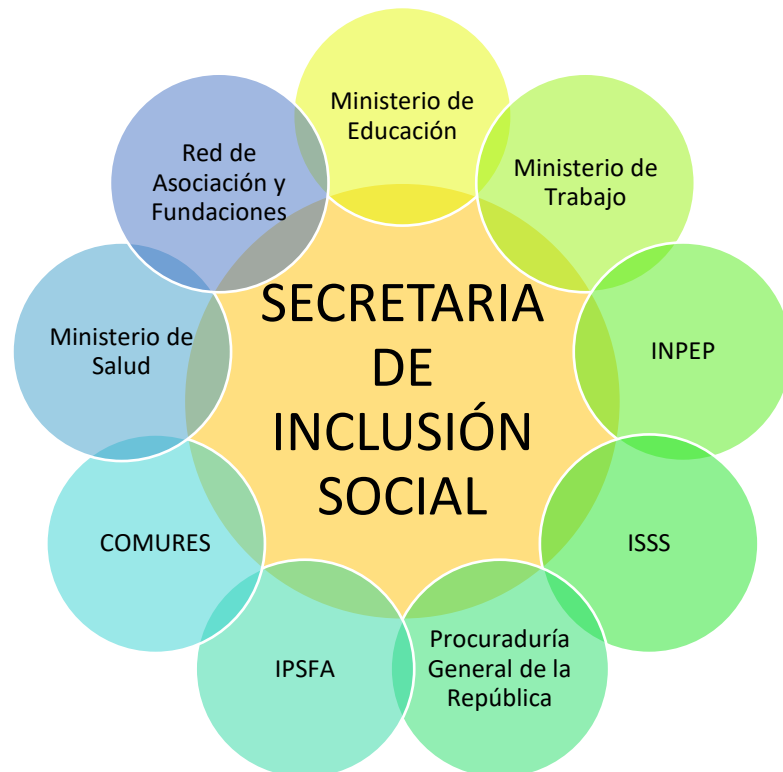 Ministerio de
Educación
Ministerio de
Trabajo
INPEP
ISSS
Procuraduría
General de la
República
IPSFA
COMURES
Ministerio de
Salud
Red de
Asociación y
Fundaciones
SECRETARIA
DE
INCLUSIÓN
SOCIAL